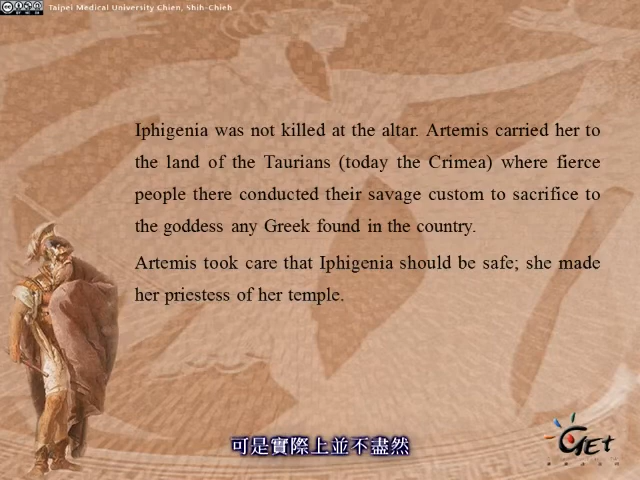 Taipei Medical University Chien, Shih-Chieh
Iphigenia was not killed at the altar. Artemis carried her to
the land of the Taurians (today the Crimea) where fierce
people there conducted their savage custom to sacrifice to
the goddess any Greek found in the country.
Artemis took care that Iphigenia should be safe; she made
her priestess of her temple.
可是實際上並不盡然
GET